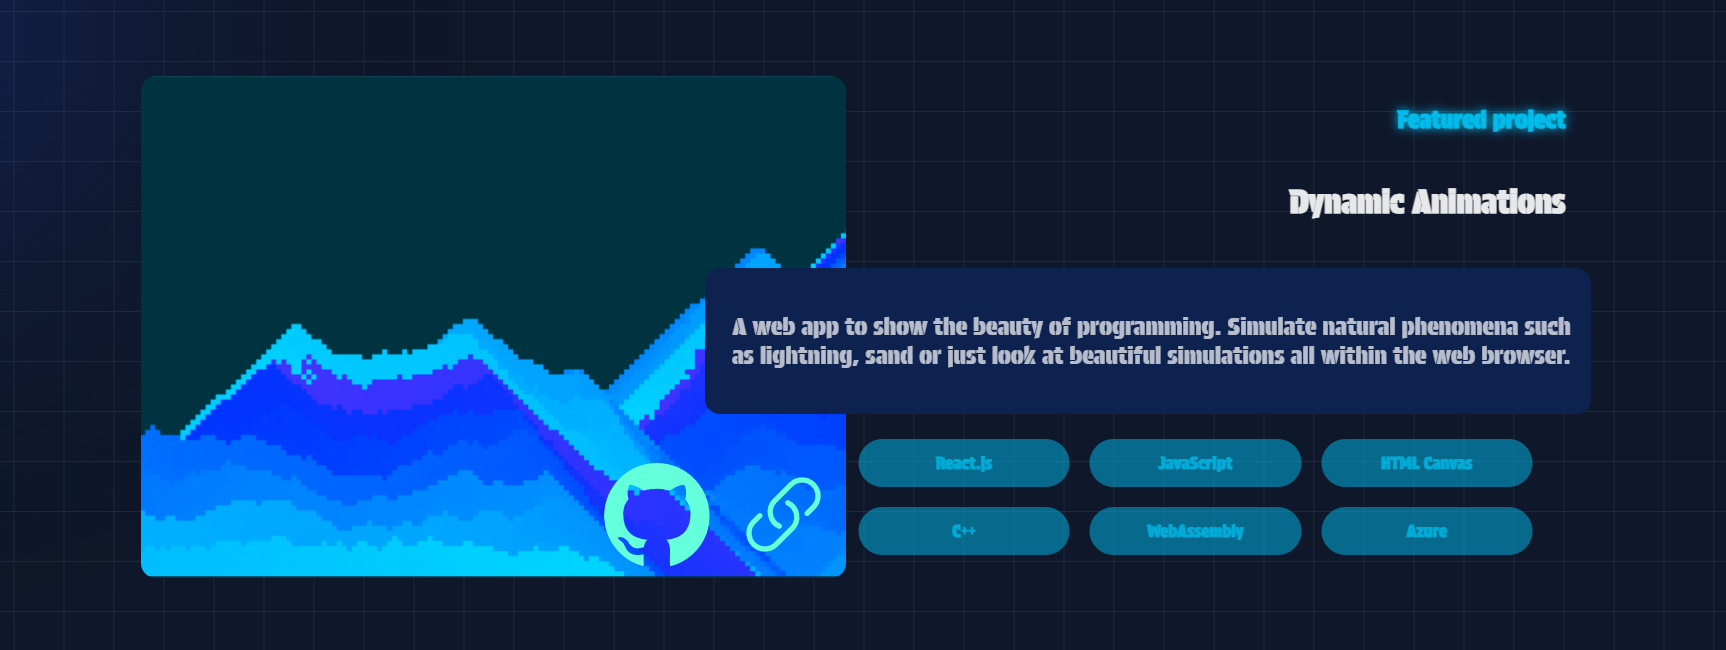 Featured project
Dynamic Animations
A web app to show the beauty of programming. Simulate natural phenomena such
as lightning, sand or just look at beautiful simulations all within the web browser.
React.js
JavaScript
HTML Canvas
C++
WebAssembly
Azure